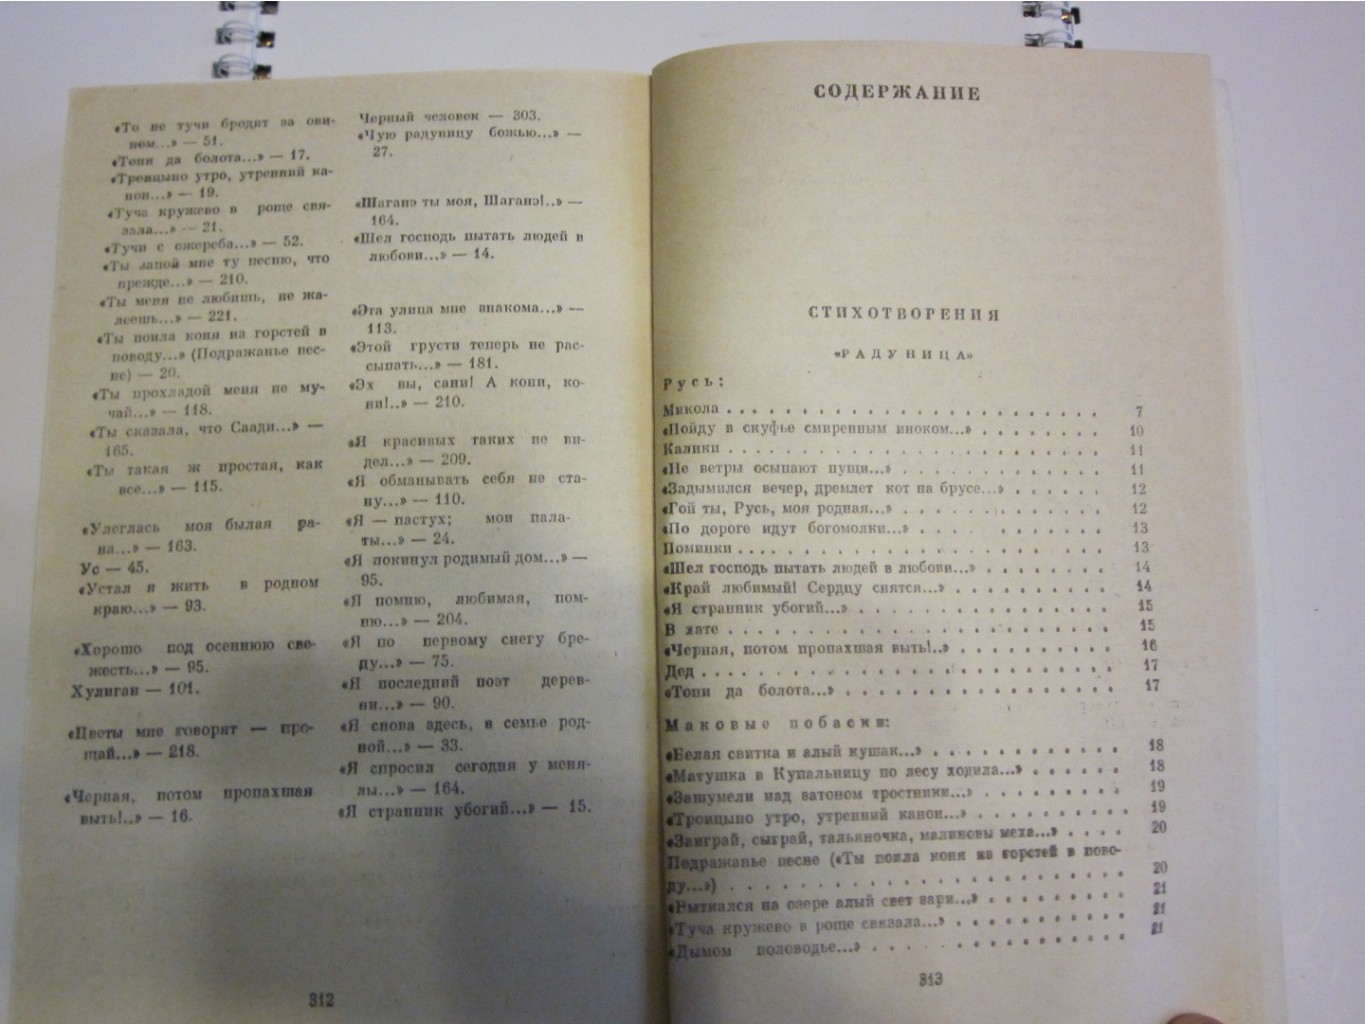 «То не тучи бродят за ови-
ном...» — 51.
«Топи да болота...» — 17.
«Троицыно утро, утренний ка-
нон...» — 19.
«Туча кружево в роще свя-
зала...» — 21.
«Тучи с ожереба...» — 52.
«Ты запой мне ту песню, что
прежде...» — 210.
«Ты меня не любишь, не жа-
леешь...» — 221.
«Ты поила коня из горстей в
поводу...» (Подражанье пес-
не) — 20.
«Ты прохладой меня не му-
чай...» — 118.
«Ты сказала, что Саади...» —
165.
«Ты такая ж простая, как
все...» — 115.
«Улеглась моя былая ра-
на...» — 163.
Ус — 45.
«Устал я жить в родном
краю...» — 93.
«Хорошо под осеннюю све-
жесть...» — 95.
Хулиган — 101.
«Цветы мне говорят — про-
щай...» — 218.
«Черная, потом пропахшая
выть!..» — 16.
Черный человек — 303.
«Чую радуницу божью...» —
27.
«Шаганэ ты моя, Шаганэ!..» —
164.
«Шел господь пытать людей в
любови...» — 14.
«Эта улица мне знакома...» —
113.
«Этой грусти теперь не рас-
сыпать...» — 181.
«Эх вы, сани! А кони, ко-
ни!..» — 210.
«Я красивых таких не ви-
дел...» — 209.
«Я обманывать себя не ста-
ну...» — 110.
«Я — пастух; мои пала-
ты...» — 24.
«Я покинул родимый дом...» —
95.
«Я помню, любимая, пом-
ню...» — 204.
«Я по первому снегу бре-
ду...» — 75.
«Я последний поэт дерев-
ни...» — 90.
«Я снова здесь, в семье род-
ной...» — 33.
«Я спросил сегодня у меня-
лы...» — 164.
«Я странник убогий...» — 15.
312
СОДЕРЖАНИЕ
СТИХОТВОРЕНИЯ
«РАДУНИЦА»
Русь:
Микола . . . . . . . . . . 7
«Пойду в скуфье смиренным иноком...» . . . . . . . 10
Калики . . . . . . . . . . 11
«Не ветры осыпают пущи...» . . . . . . . . . . 11
«Задымился вечер, дремлет кот на брусе...» . . . . . . 12
«Гой ты, Русь, моя родная...» . . . . . . . . . . 12
«По дороге идут богомолки...» . . . . . . . . . 13
Поминки . . . . . . . . . . 13
«Шел господь пытать людей в любови...» . . . . . . . 14
«Край любимый! Сердцу снятся...» . . . . . . . . . 14
«Я странник убогий...» . . . . . . . . . . 15
В хате . . . . . . . . . . 15
«Черная, потом пропахшая выть!..» . . . . . . . . . 16
Дед . . . . . . . . . . 17
«Топи да болота...» . . . . . . . . . . 17
Маковые побаски:
«Белая свитка и алый кушак...» . . . . . . . . . 18
«Матушка в Купальницу по лесу ходила...» . . . . . . 18
«Зашумели над затоном тростники...» . . . . . . . . 19
«Троицыно утро, утренний канон...» . . . . . . . . 19
«Заиграй, сыграй, тальяночка, малиновы меха...» . . . . 20
Подражанье песне («Ты поила коня из горстей в пово-
ду...») . . . . . . . . . . 20
«Выткался на озере алый свет зари...» . . . . . . . . 21
«Туча кружево в роще связала...» . . . . . . . . . 21
«Дымом половодье...» . . . . . . . . . . 21
313